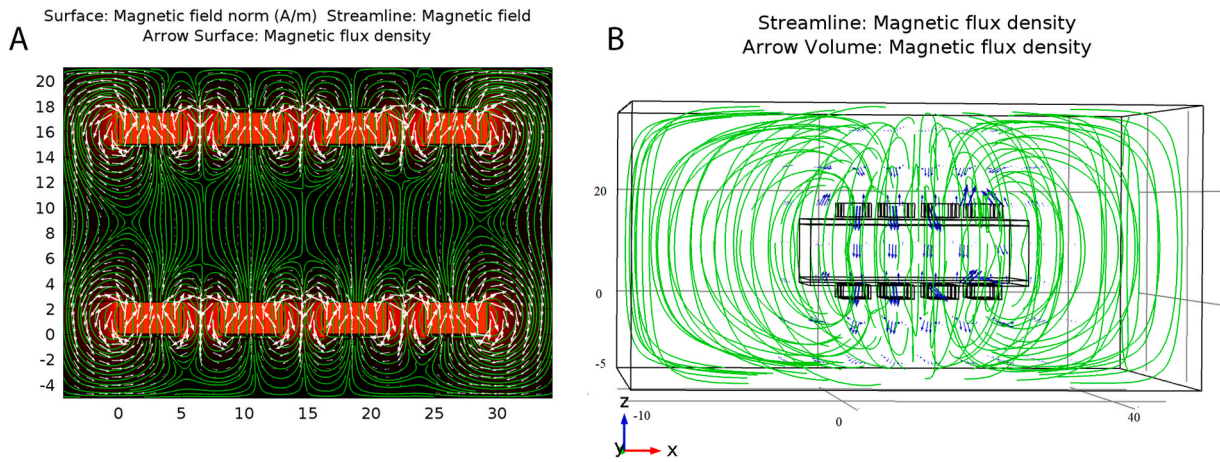 Surface: Magnetic field norm (A/m)  Streamline: Magnetic field
Arrow Surface: Magnetic flux density
A
20
18
16
14
12
10
8
6
4
2
0
-2
-4
0
5
10
15
20
25
30
Streamline: Magnetic flux density
Arrow Volume: Magnetic flux density
B
20
0
-5
-10
0
40
z
y
x